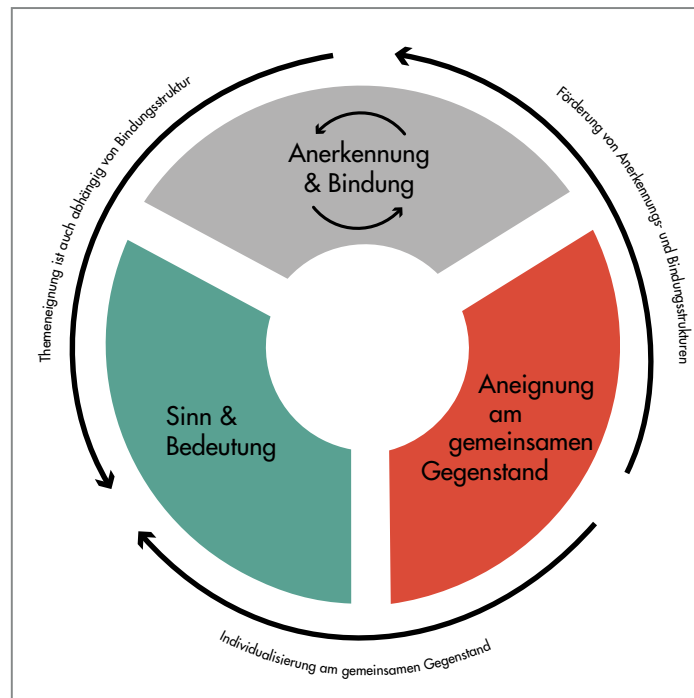 Themeneignung ist auch abhängig von Bindungsstruktur
Förderung von Anerkennungs- und Bindungsstrukturen
Anerkennung
& Bindung
Sinn &
Bedeutung
Aneignung
am
gemeinsamen
Gegenstand
Individualisierung am gemeinsamen Gegenstand